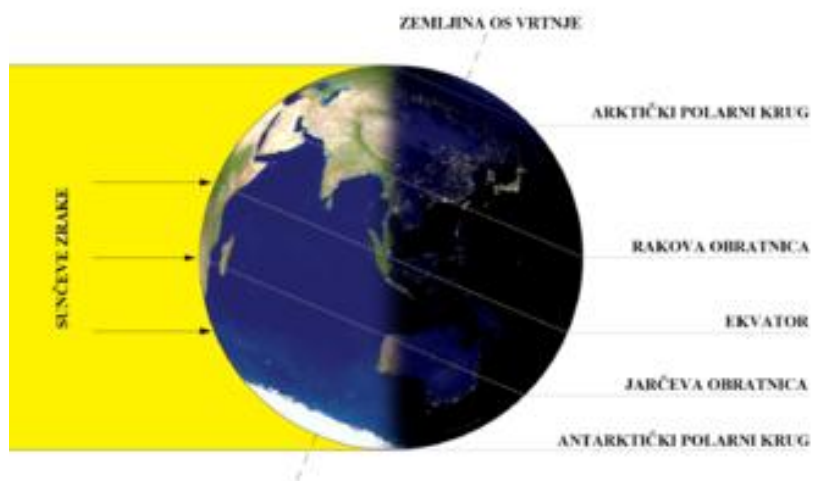 ZEMLJINA OS VRTNJE
ARKTIČKI POLARNI KRUG
SUNČEVE ZRAKE
RAKOVA OBRATNICA
EKVATOR
JARČEVA OBRATNICA
ANTARKTIČKI POLARNI KRUG